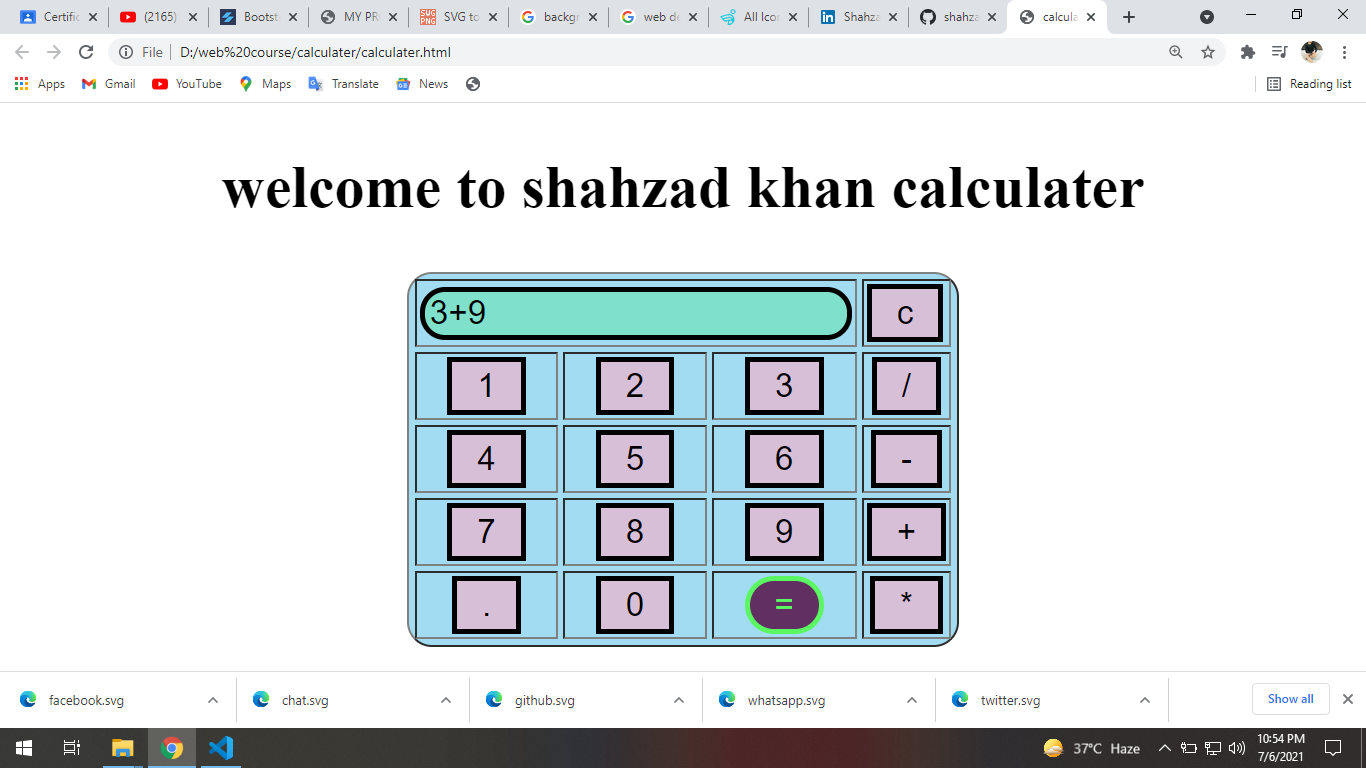 Certific (2165) Bootst MY PR SVG to backgr web de All Icon Shahza shahza calcula
File D:/web%20course/calculater/calculater.html
Apps Gmail YouTube Maps Translate News Reading list
welcome to shahzad khan calculater
3+9 c
1 2 3 /
4 5 6 -
7 8 9 +
. 0 = *
facebook.svg chat.svg github.svg whatsapp.svg twitter.svg Show all
37°C Haze 10:54 PM
7/6/2021